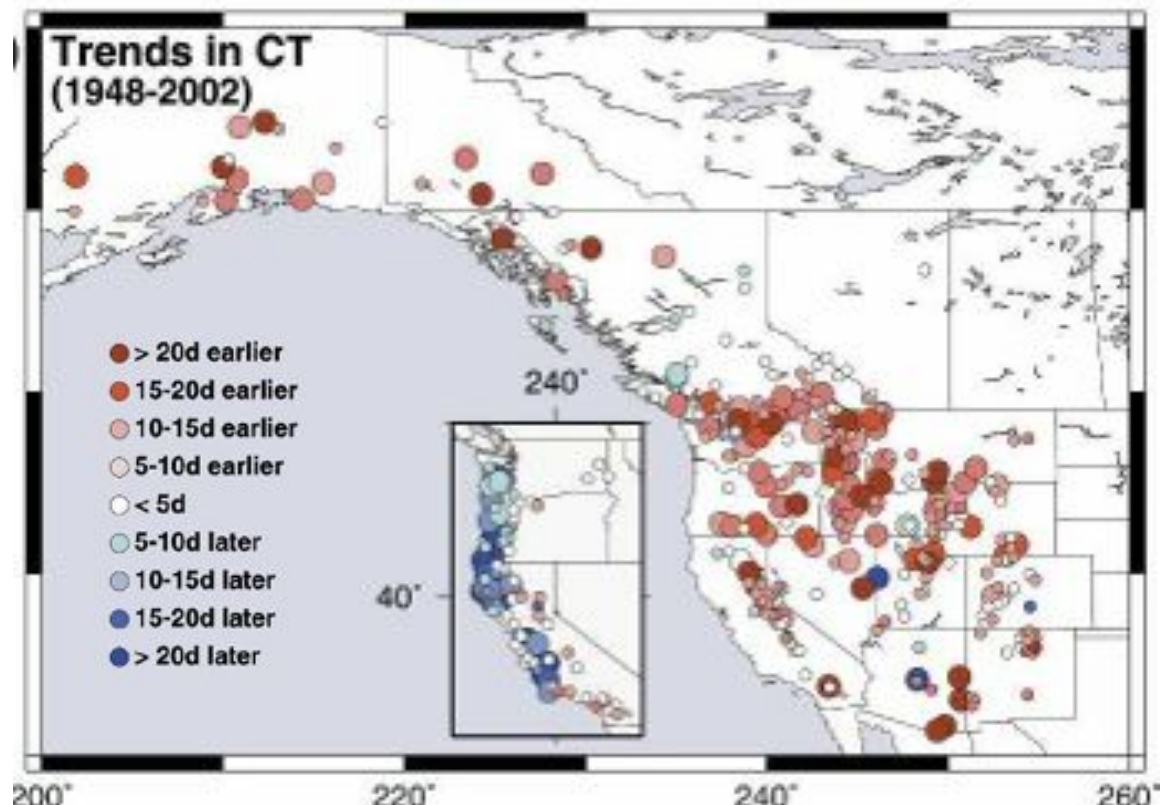 )
Trends in CT
(1948-2002)
> 20d earlier
15-20d earlier
10-15d earlier
5-10d earlier
< 5d
5-10d later
10-15d later
15-20d later
> 20d later
240˚
40˚
200˚ 220˚ 240˚ 260˚